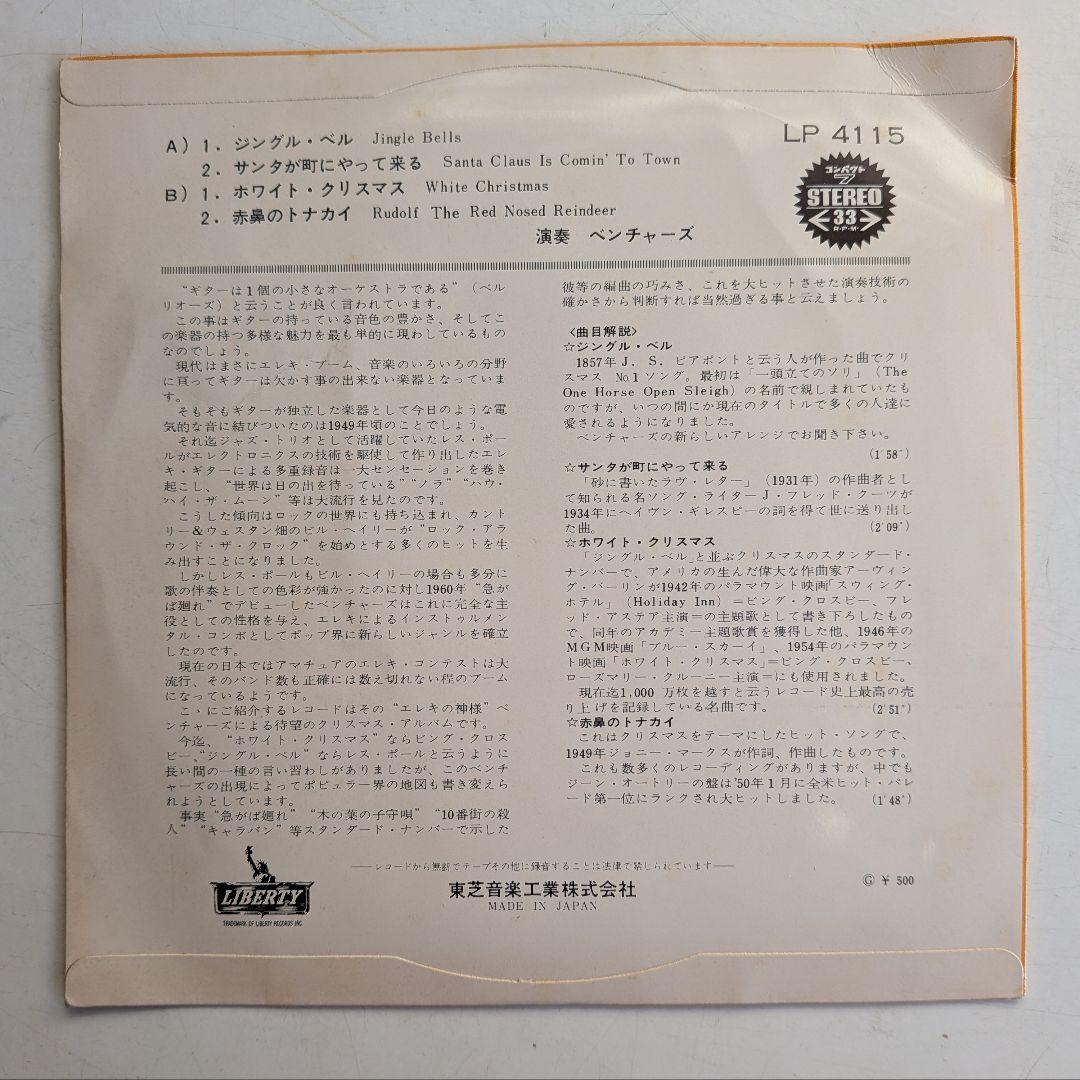 LP 4115
A) 1. ジングル・ベル Jingle Bells
2. サンタが町にやって来る Santa Claus Is Comin' To Town
B) 1. ホワイト・クリスマス White Christmas
2. 赤鼻のトナカイ Rudolf The Red Nosed Reindeer
演奏 ベンチャーズ
コンパクト
7
STEREO
33
R・P・M・
“ギターは1個の小さなオーケストラである”(ベル
リオーズ)と云うことが良く言われています。
この事はギターの持っている音色の豊かさ、そしてこ
の楽器の持つ多様な魅力を最も単的に現わしているもの
なのでしょう。
現代はまさにエレキ・ブーム、音楽のいろいろの分野
に亘ってギターは欠かす事の出来ない楽器となっていま
す。
そもそもギターが独立した楽器として今日のような電
気的な音に結びついたのは1949年頃のことでしょう。
それ迄ジャズ・トリオとして活躍していたレス・ポー
ルがエレクトロニクスの技術を駆使して作り出したエレ
キ・ギターによる多重録音は一大センセーションを巻き
起こし、“世界は日の出を待っている”“ノラ”“ハウ・
ハイ・ザ・ムーン”等は大流行を見たのです。
こうした傾向はロックの世界にも持ち込まれ、カント
リー&ウェスタン畑のビル・ヘイリーが“ロック・アラ
ウンド・ザ・クロック”を始めとする多くのヒットを生
み出すことになりました。
しかしレス・ポールもビル・ヘイリーの場合も多分に
歌の伴奏としての色彩が強かったのに対し1960年“急が
ば廻れ”でデビューしたベンチャーズはこれに完全な主
役としての性格を与え、エレキによるインストゥルメン
タル・コンボとしてポップ界に新らしいジャンルを確立
したのです。
現在の日本ではアマチュアのエレキ・コンテストは大
流行、そのバンド数も正確には数え切れない程のブーム
になっているようです。
こゝにご紹介するレコードはその“エレキの神様”ベ
ンチャーズによる待望のクリスマス・アルバムです。
今迄、“ホワイト・クリスマス”ならビング・クロス
ビー、“ジングル・ベル”ならレス・ポールと云うように
長い間の一種の言い習わしがありましたが、このベンチ
ャーズの出現によってポピュラー界の地図も書き変えら
れようとしています。
事実“急がば廻れ”“木の葉の子守唄”“10番街の殺
人”“キャラバン”等スタンダード・ナンバーで示した
彼等の編曲の巧みさ、これを大ヒットさせた演奏技術の
確かさから判断すれば当然過ぎる事と云えましょう。
〈曲目解説〉
☆ジングル・ベル
1857年J．S．ピアポントと云う人が作った曲でクリ
スマス No.1ソング。最初は「一頭立てのソリ」(The
One Horse Open Sleigh)の名前で親しまれていたも
のですが、いつの間にか現在のタイトルで多くの人達に
愛されるようになりました。
ベンチャーズの新らしいアレンジでお聞き下さい。
(1′58″)
☆サンタが町にやって来る
「砂に書いたラヴ・レター」(1931年)の作曲者とし
て知られる名ソング・ライターJ・フレッド・クーツが
1934年にヘイヴン・ギレスピーの詞を得て世に送り出し
た曲。 (2′09″)
☆ホワイト・クリスマス
「ジングル・ベル」と並ぶクリスマスのスタンダード・
ナンバーで、アメリカの生んだ偉大な作曲家アーヴィン
グ・バーリンが1942年のパラマウント映画「スウィング・
ホテル」(Holiday Inn)=ビング・クロスビー、フレ
ッド・アステア主演=の主題歌として書き下ろしたもの
で、同年のアカデミー主題歌賞を獲得した他、1946年の
MGM映画「ブルー・スカーイ」、1954年のパラマウン
ト映画「ホワイト・クリスマス」=ビング・クロスビー、
ローズマリー・クルーニー主演=にも使用されました。
現在迄1,000万枚を越すと云うレコード史上最高の売
り上げを記録している名曲です。 (2′51″)
☆赤鼻のトナカイ
これはクリスマスをテーマにしたヒット・ソングで、
1949年ジョニー・マークスが作詞、作曲したものです。
これも数多くのレコーディングがありますが、中でも
ジーン・オートリーの盤は'50年1月に全米ヒット・パレ
ード第一位にランクされ大ヒットしました。 (1′48″)
レコードから無断でテープその他に録音することは法律で禁じられています
LIBERTY
TRADEMARK OF LIBERTY RECORDS INC.
東芝音楽工業株式会社
MADE IN JAPAN
Ⓖ ¥ 500